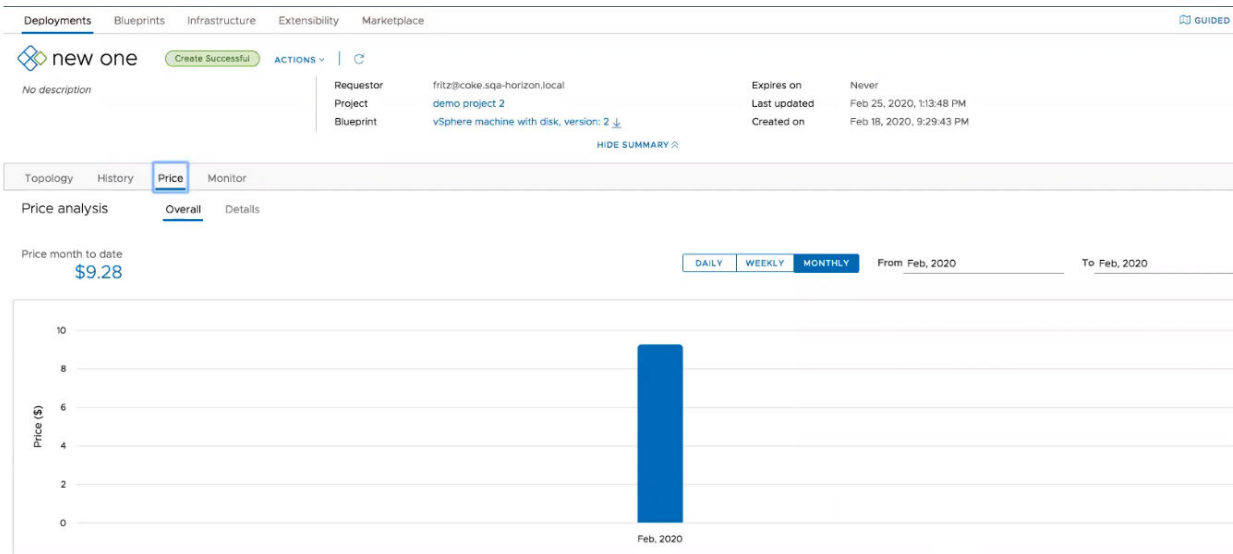 Deployments Blueprints Infrastructure Extensibility Marketplace GUIDED
new one Create Successful ACTIONS
No description
Requestor fritz@coke.sqa-horizon.local Expires on Never
Project demo project 2 Last updated Feb 25, 2020, 1:13:48 PM
Blueprint vSphere machine with disk, version: 2 Created on Feb 18, 2020, 9:29:43 PM
HIDE SUMMARY
Topology History Price Monitor
Price analysis Overall Details
Price month to date
$9.28
DAILY WEEKLY MONTHLY From Feb, 2020 To Feb, 2020
10
8
6
4
2
0
Price ($)
Feb, 2020